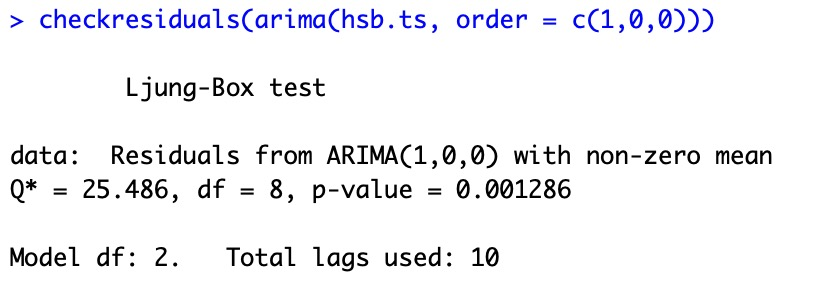 > checkresiduals(arima(hsb.ts, order = c(1,0,0)))
Ljung-Box test
data:  Residuals from ARIMA(1,0,0) with non-zero mean
Q* = 25.486, df = 8, p-value = 0.001286
Model df: 2.   Total lags used: 10